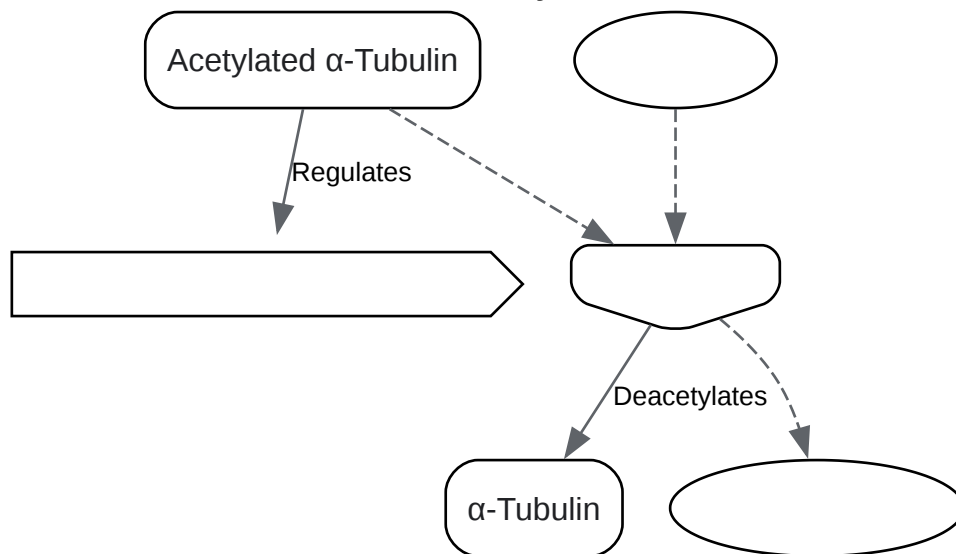 Acetylated α-Tubulin
Regulates
Deacetylates
α-Tubulin